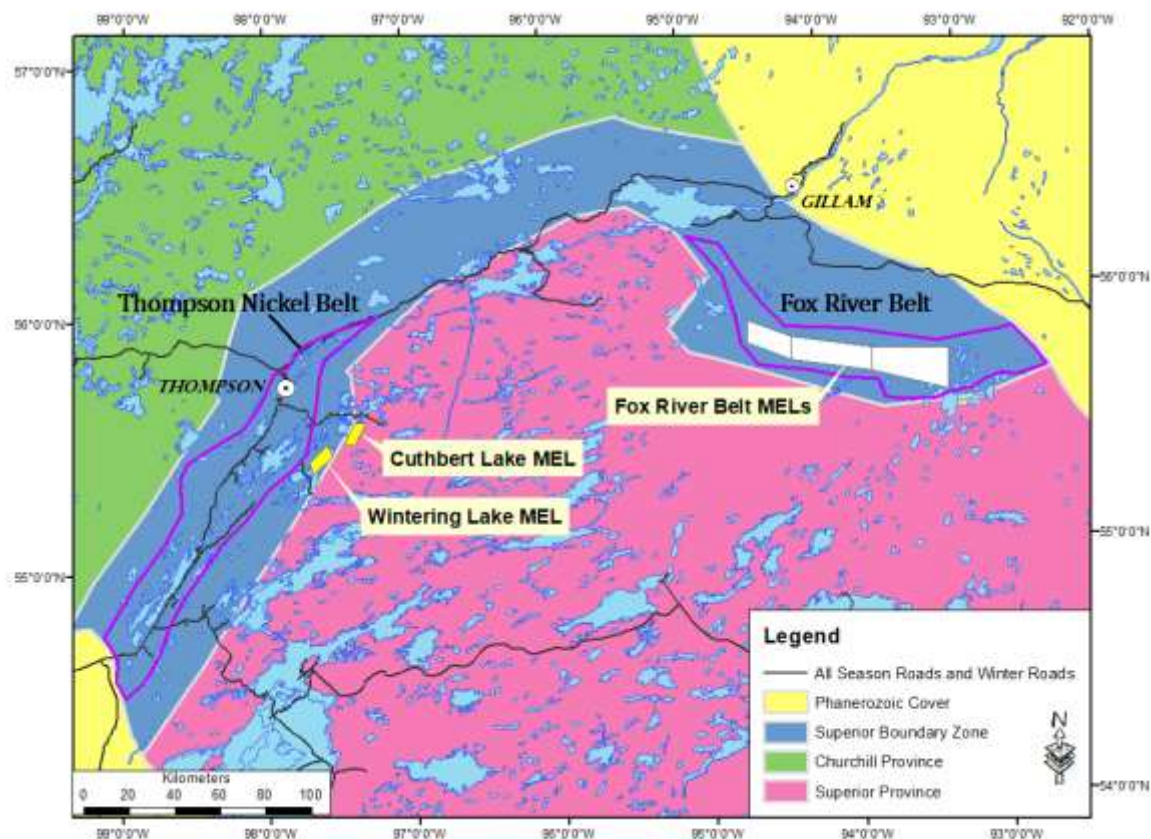 99°0'0"W 98°0'0"W 97°0'0"W 96°0'0"W 95°0'0"W 94°0'0"W 93°0'0"W 92°0'0"W
57°0'0"N
GILLAM
56°0'0"N
Thompson Nickel Belt
Fox River Belt
56°0'0"N
THOMPSON
Fox River Belt MELs
Cuthbert Lake MEL
Wintering Lake MEL
55°0'0"N
55°0'0"N
Legend
All Season Roads and Winter Roads
Phanerozoic Cover
Superior Boundary Zone
Churchill Province
Superior Province
N
Kilometers
0 20 40 60 80 100
54°0'0"N
99°0'0"W 98°0'0"W 97°0'0"W 96°0'0"W 95°0'0"W 94°0'0"W 93°0'0"W